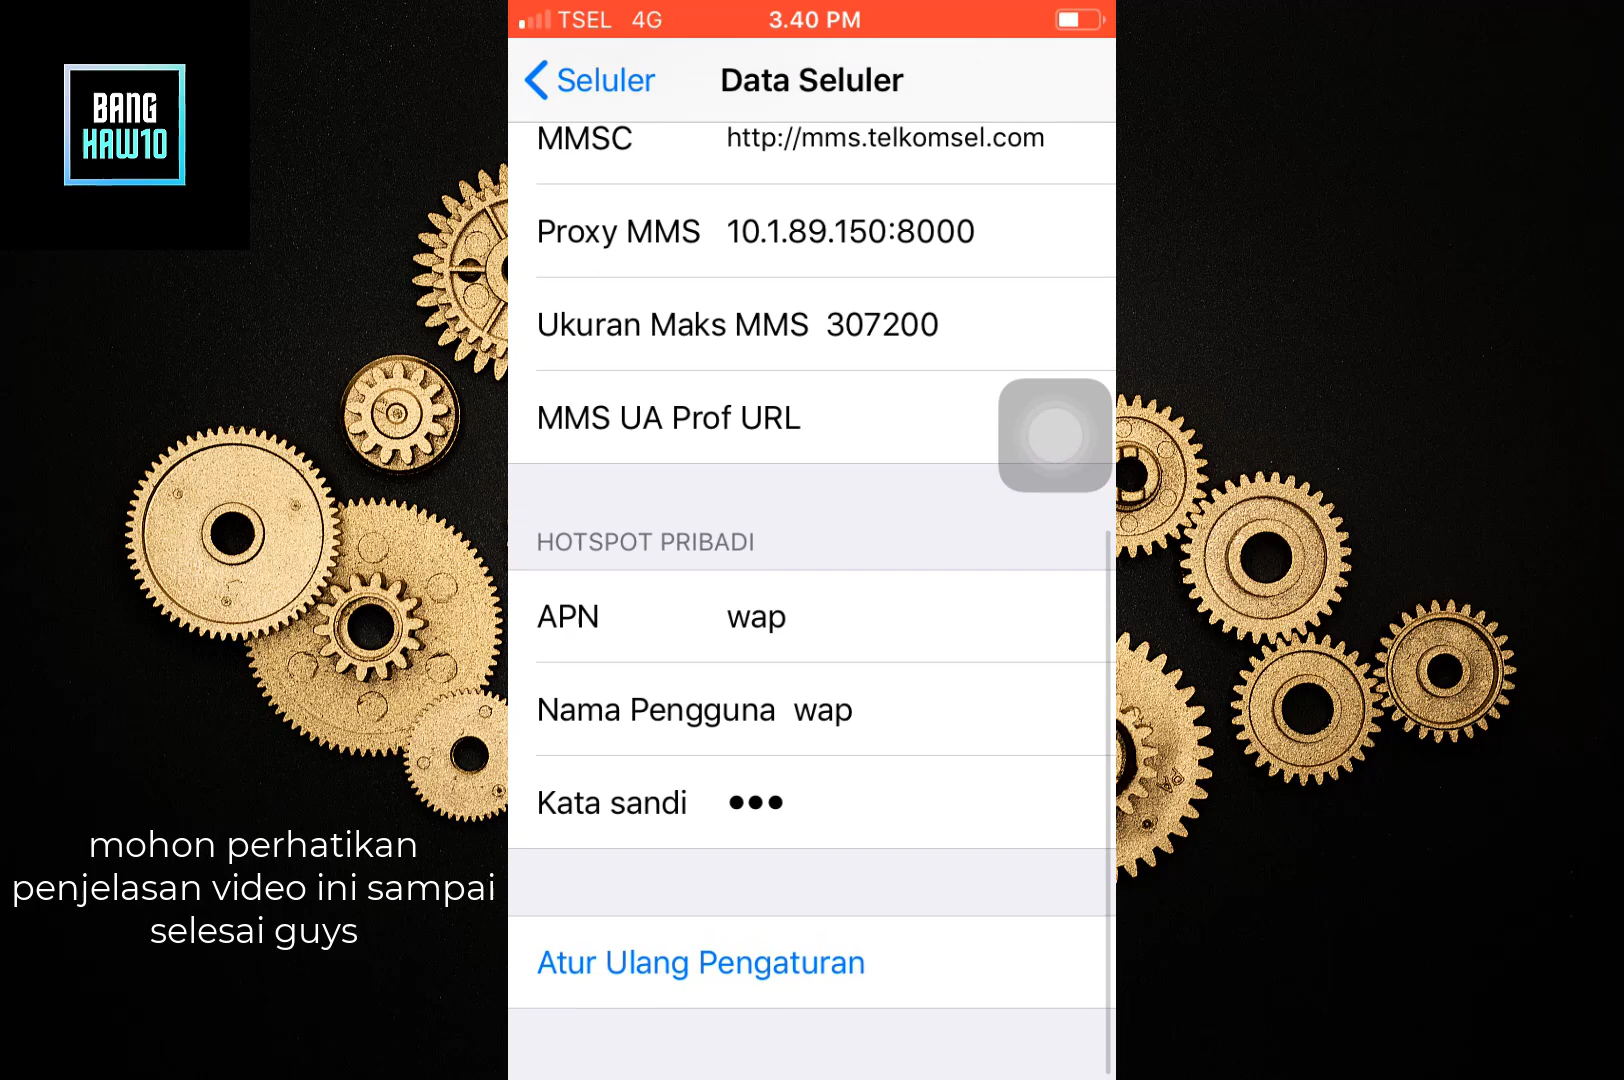 BANG
HAW10
TSEL 4G 3.40 PM
Seluler Data Seluler
MMSC http://mms.telkomsel.com
Proxy MMS 10.1.89.150:8000
Ukuran Maks MMS 307200
MMS UA Prof URL
HOTSPOT PRIBADI
APN wap
Nama Pengguna wap
Kata sandi •••
Atur Ulang Pengaturan
mohon perhatikan
penjelasan video ini sampai
selesai guys